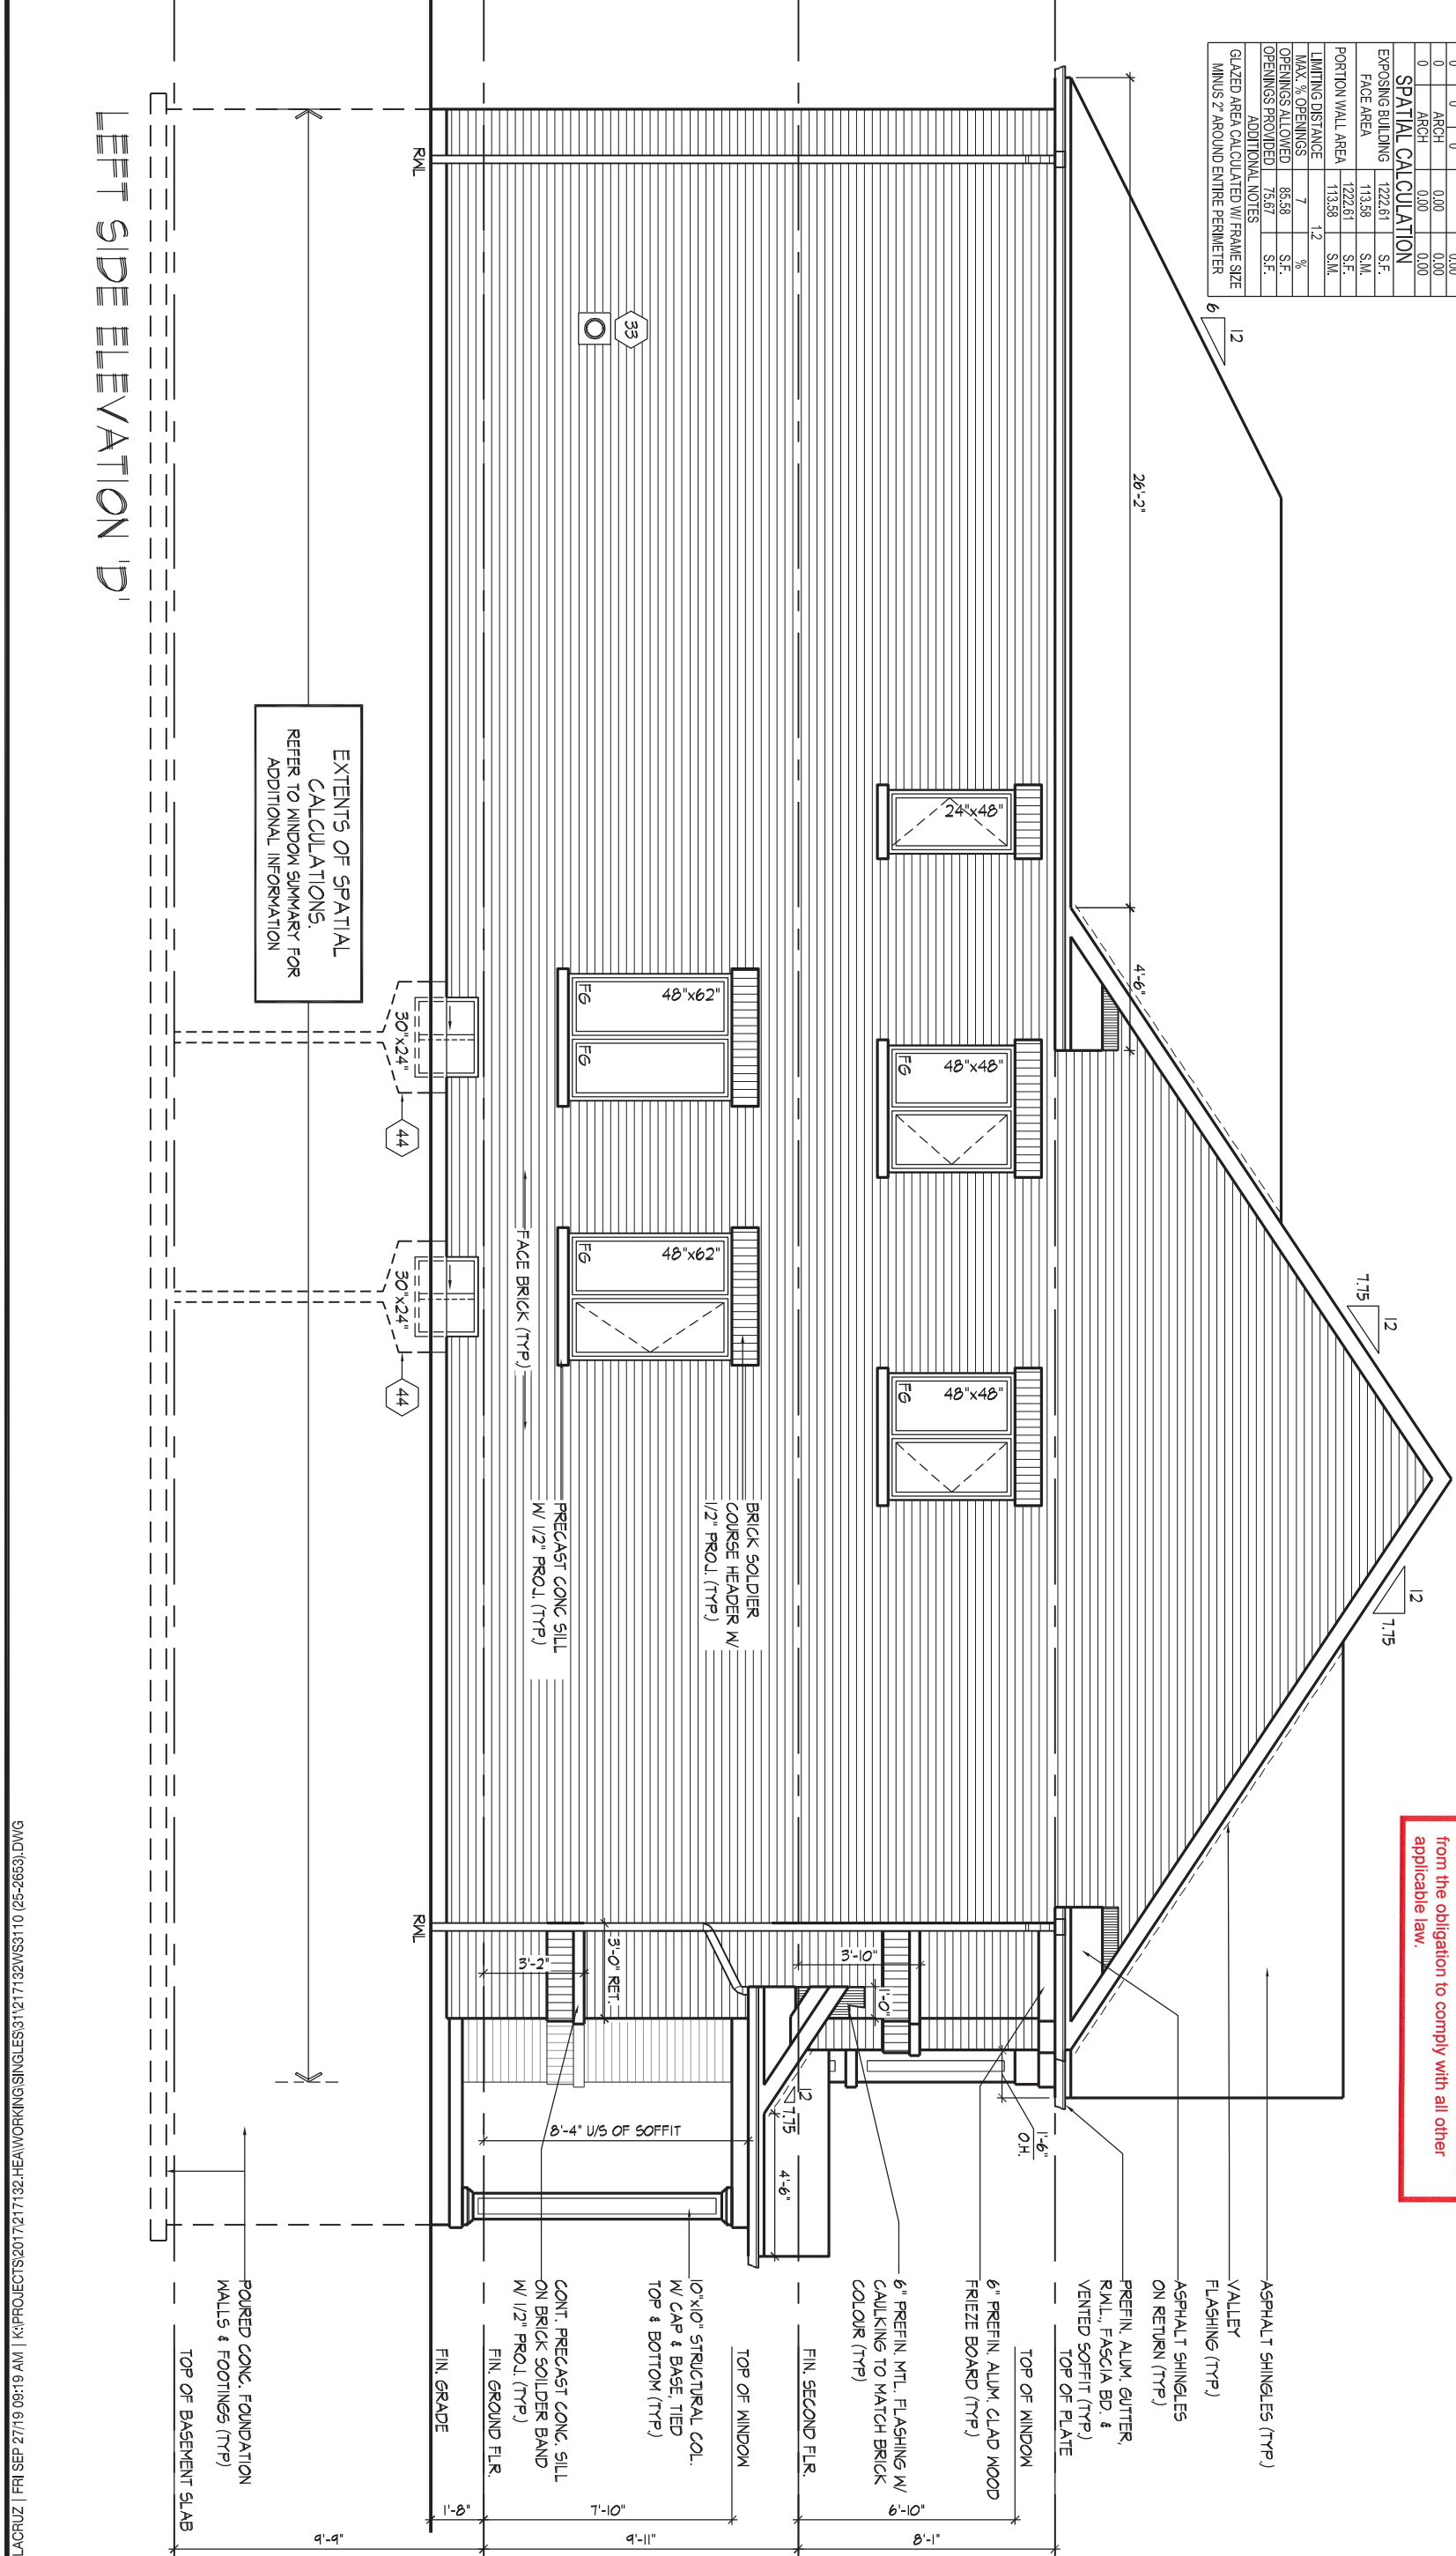 0 0 0 0.00
0 ARCH 0.00 0.00
0 ARCH 0.00 0.00
SPATIAL CALCULATION
EXPOSING BUILDING FACE AREA 1222.61 S.F.
113.58 S.M.
PORTION WALL AREA 1222.61 S.F.
113.58 S.M.
LIMITING DISTANCE 1.2
MAX. % OPENINGS 7 %
OPENINGS ALLOWED 85.58 S.F.
OPENINGS PROVIDED 75.67 S.F.
ADDITIONAL NOTES
GLAZED AREA CALCULATED W/ FRAME SIZE
MINUS 2" AROUND ENTIRE PERIMETER
from the obligation to comply with all other
applicable law.
12
6
12
7.75
12
7.75
26'-2"
4'-6"
ASPHALT SHINGLES (TYP.)
VALLEY
FLASHING (TYP.)
ASPHALT SHINGLES
ON RETURN (TYP.)
PREFIN. ALUM. GUTTER,
R.W.L., FASCIA BD. &
VENTED SOFFIT (TYP.)
TOP OF PLATE
TOP OF WINDOW
6" PREFIN. ALUM. CLAD WOOD
FRIEZE BOARD (TYP.)
6" PREFIN. MTL. FLASHING W/
CAULKING TO MATCH BRICK
COLOUR (TYP)
FIN. SECOND FLR.
TOP OF WINDOW
10"x10" STRUCTURAL COL.
W/ CAP & BASE, TIED
TOP & BOTTOM (TYP.)
CONT. PRECAST CONC. SILL
ON BRICK SOILDER BAND
W/ 1/2" PROJ. (TYP.)
FIN. GROUND FLR.
FIN. GRADE
POURED CONC. FOUNDATION
WALLS & FOOTINGS (TYP)
TOP OF BASEMENT SLAB
6'-10"
8'-1"
7'-10"
9'-11"
1'-8"
9'-9"
24"x48"
48"x48"
FG
48"x48"
FG
1'-6"
O.H.
3'-10"
1'-0"
12
7.75
4'-6"
33
48"x62"
FG
FG
48"x62"
FG
BRICK SOLDIER
COURSE HEADER W/
1/2" PROJ. (TYP.)
PRECAST CONC SILL
W/ 1/2" PROJ. (TYP.)
FACE BRICK (TYP.)
3'-0" RET.
3'-2"
8'-4" U/S OF SOFFIT
RWL
RWL
30"x24"
44
30"x24"
44
EXTENTS OF SPATIAL
CALCULATIONS.
REFER TO WINDOW SUMMARY FOR
ADDITIONAL INFORMATION
LEFT SIDE ELEVATION 'D'
LACRUZ | FRI SEP 27/19 09:19 AM | K:\PROJECTS\2017\217132.HEA\WORKING\SINGLES\31'\217132WS3110 (25-2653).DWG